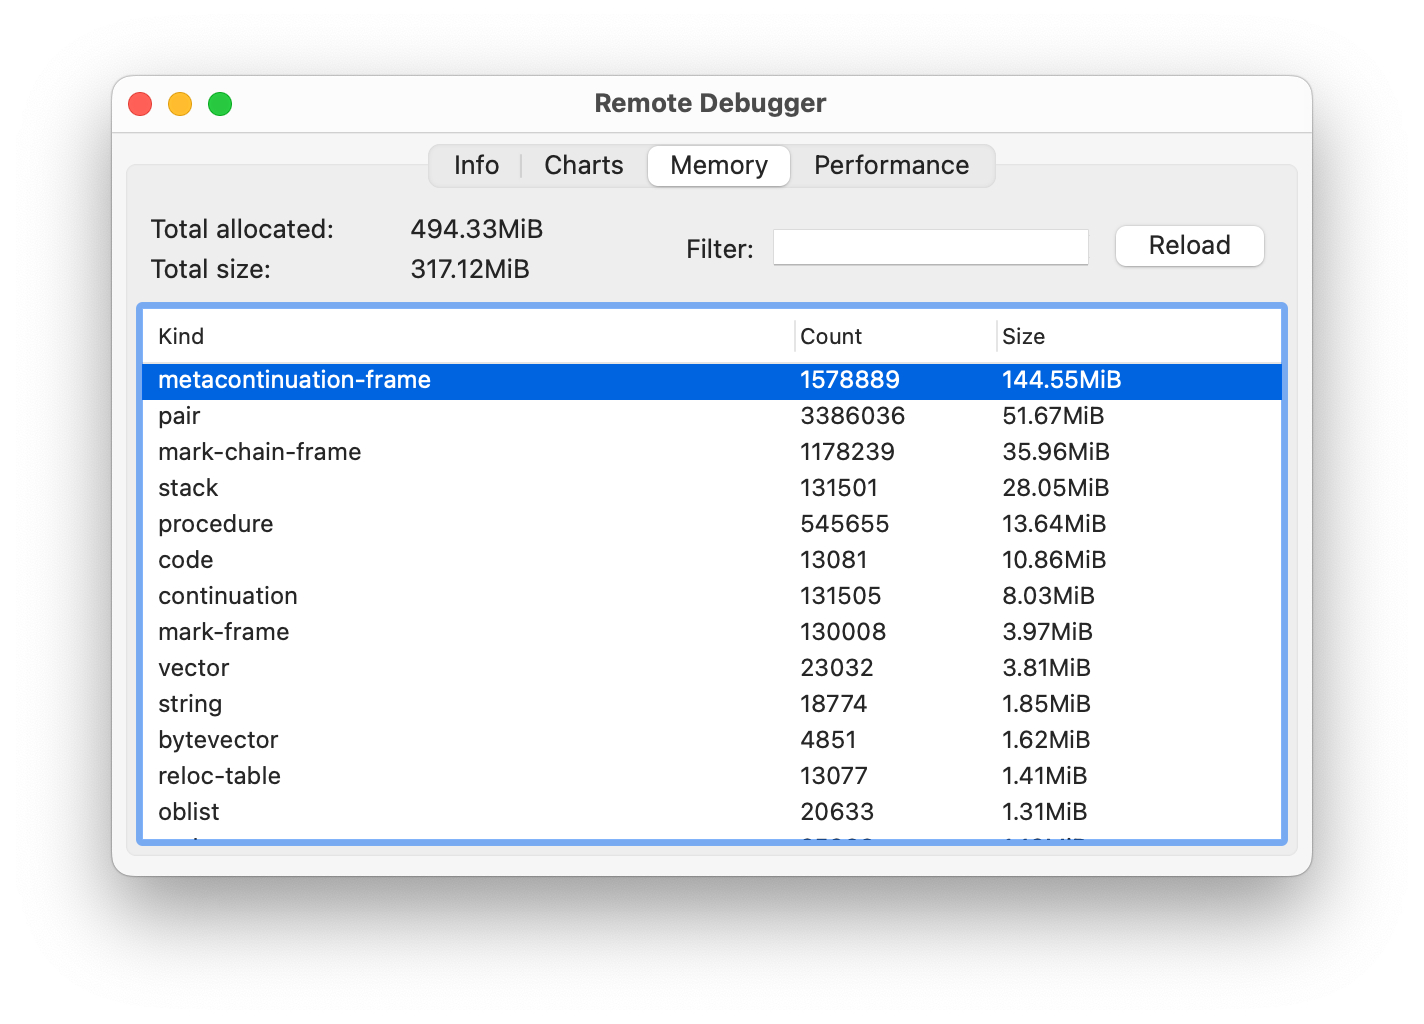 Remote Debugger
Info Charts Memory Performance
Total allocated: 494.33MiB
Total size: 317.12MiB
Filter: Reload
Kind Count Size
metacontinuation-frame 1578889 144.55MiB
pair 3386036 51.67MiB
mark-chain-frame 1178239 35.96MiB
stack 131501 28.05MiB
procedure 545655 13.64MiB
code 13081 10.86MiB
continuation 131505 8.03MiB
mark-frame 130008 3.97MiB
vector 23032 3.81MiB
string 18774 1.85MiB
bytevector 4851 1.62MiB
reloc-table 13077 1.41MiB
oblist 20633 1.31MiB